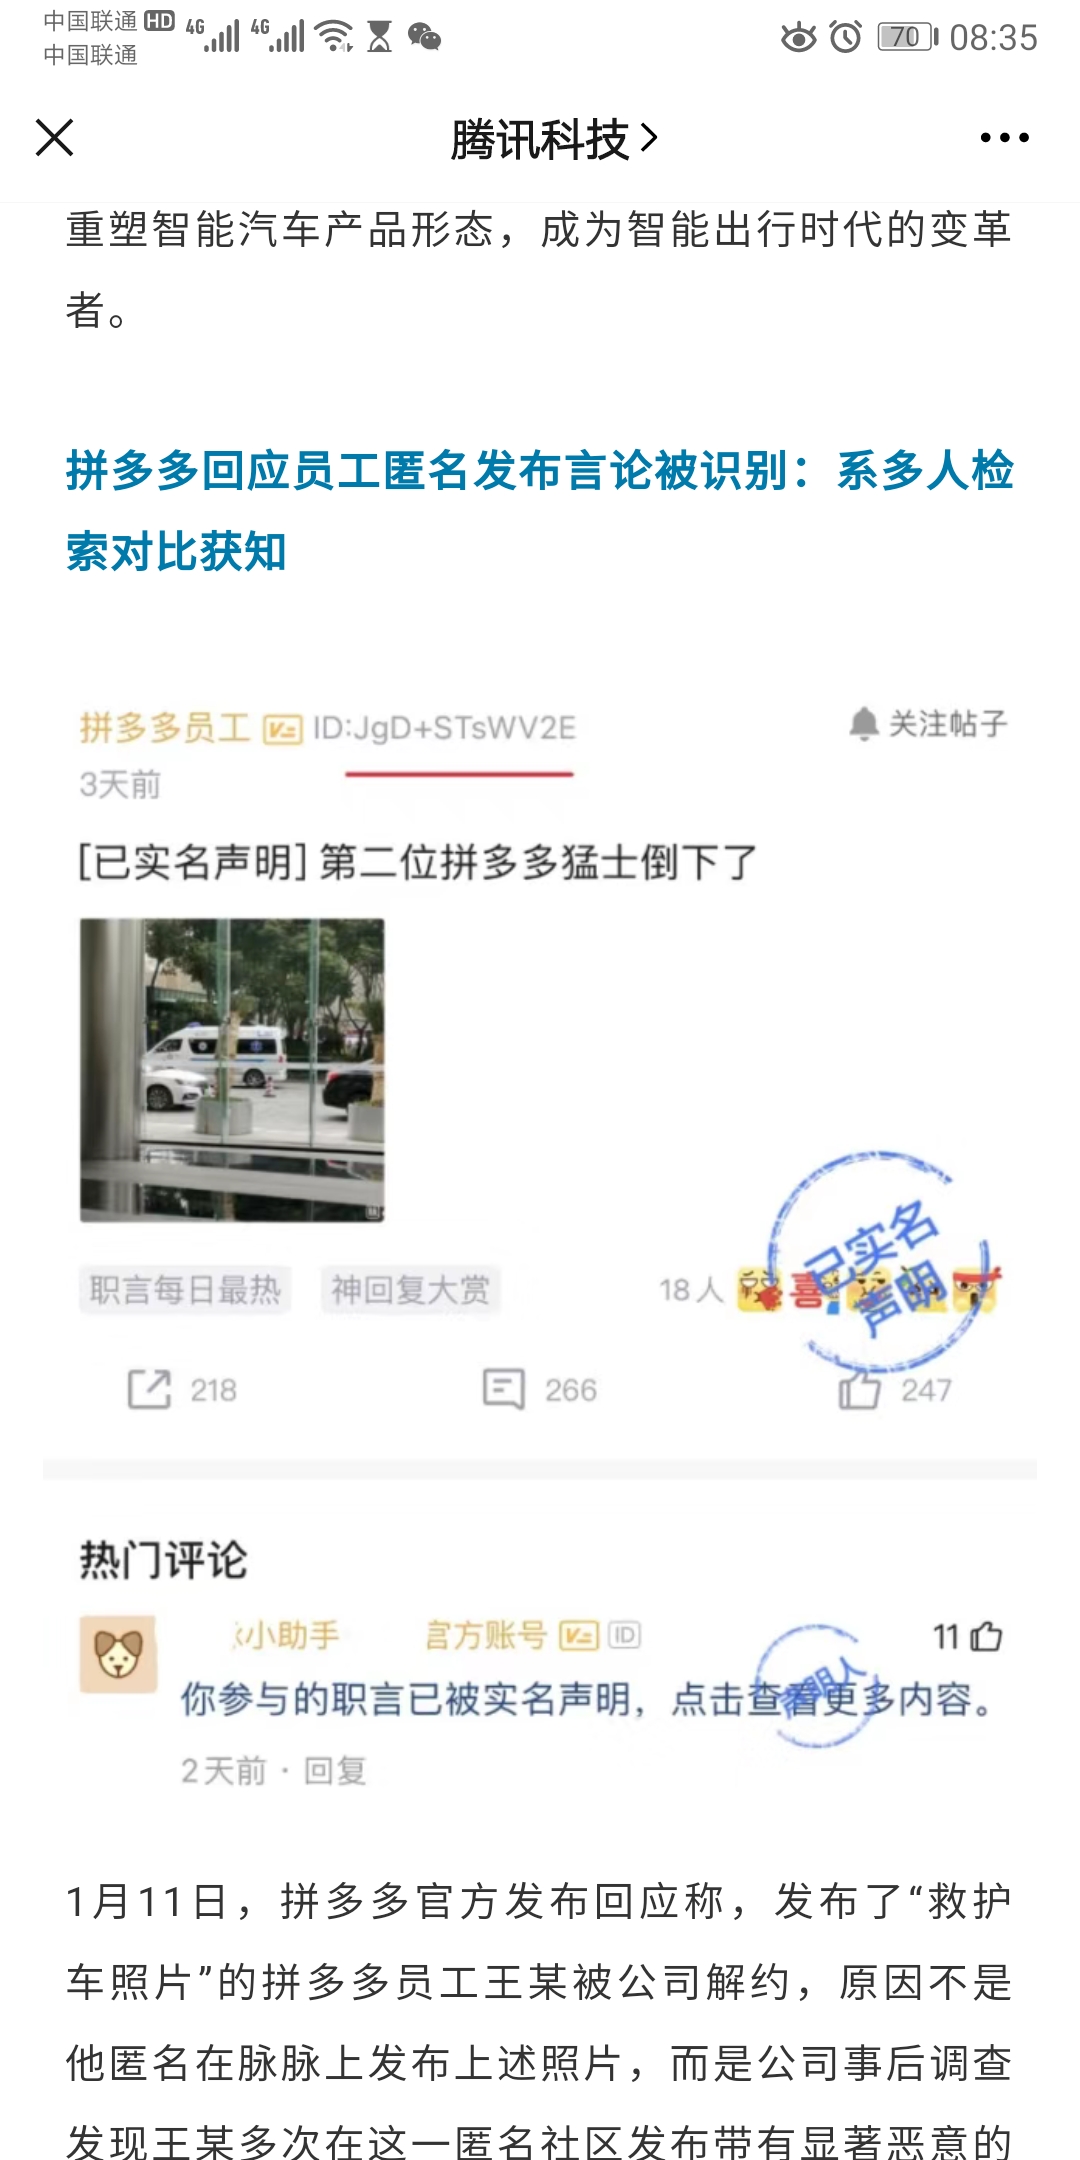 中国联通 HD 4G 4G 70 08:35
中国联通
腾讯科技
重塑智能汽车产品形态，成为智能出行时代的变革
者。
拼多多回应员工匿名发布言论被识别：系多人检
索对比获知
拼多多员工 ID:JgD+STsWV2E 关注帖子
3天前
[已实名声明] 第二位拼多多猛士倒下了
职言每日最热 神回复大赏 18人
已实名
声明
218 266 247
热门评论
小助手 官方账号 ID 11
你参与的职言已被实名声明，点击查看更多内容。
声明人
2天前 · 回复
1月11日，拼多多官方发布回应称，发布了“救护
车照片”的拼多多员工王某被公司解约，原因不是
他匿名在脉脉上发布上述照片，而是公司事后调查
发现王某多次在这一匿名社区发布带有显著恶意的